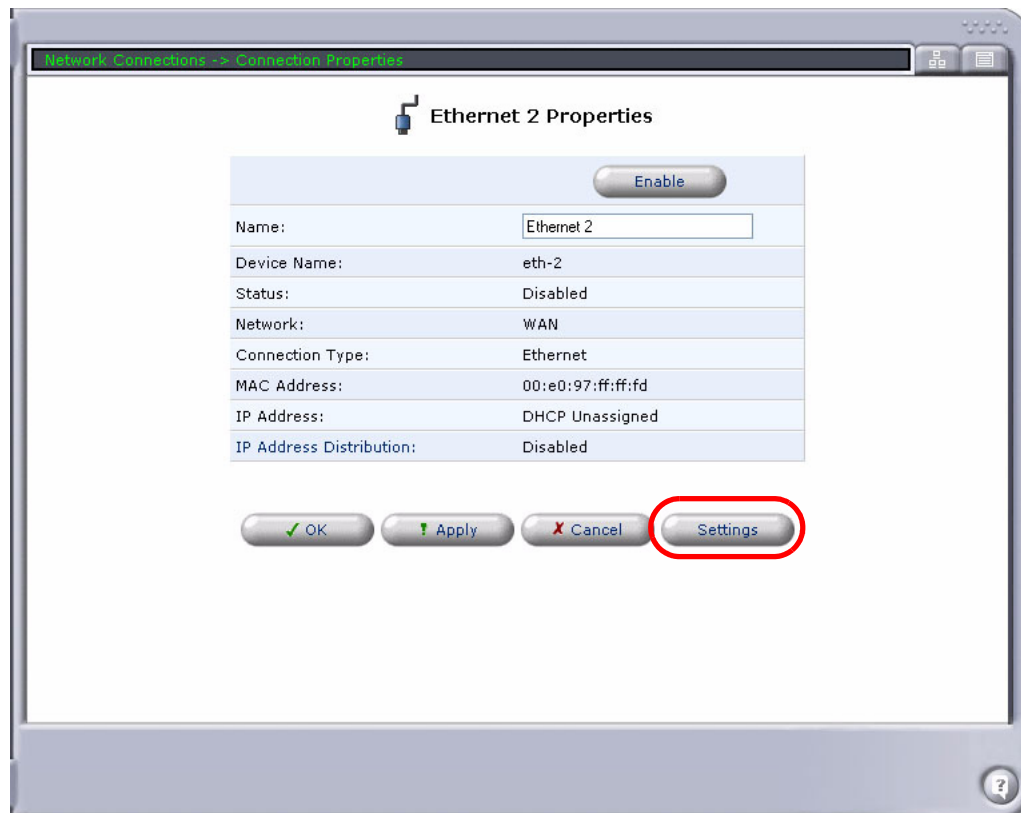 Network Connections -> Connection Properties
Ethernet 2 Properties
Enable
Name: Ethernet 2
Device Name: eth-2
Status: Disabled
Network: WAN
Connection Type: Ethernet
MAC Address: 00:e0:97:ff:ff:fd
IP Address: DHCP Unassigned
IP Address Distribution: Disabled
OK Apply Cancel Settings
?